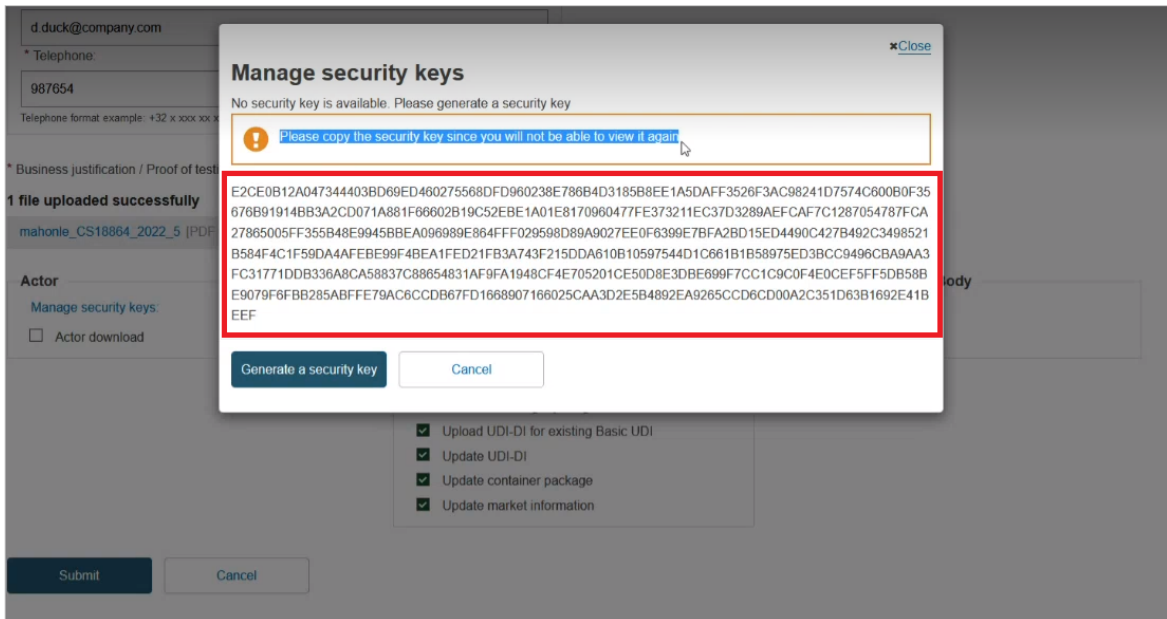 d.duck@company.com
* Telephone:
987654
Telephone format example: +32 x xxx xx x
* Business justification / Proof of testi
1 file uploaded successfully
mahonle_CS18864_2022_5 [PDF
Actor
Manage security keys:
Actor download
ody
✖Close
Manage security keys
No security key is available. Please generate a security key
Please copy the security key since you will not be able to view it again
E2CE0B12A047344403BD69ED460275568DFD960238E786B4D3185B8EE1A5DAFF3526F3AC98241D7574C600B0F35
676B91914BB3A2CD071A881F66602B19C52EBE1A01E8170960477FE373211EC37D3289AEFCAF7C1287054787FCA
27865005FF355B48E9945BBEA096989E864FFF029598D89A9027EE0F6399E7BFA2BD15ED4490C427B492C3498521
B584F4C1F59DA4AFEBE99F4BEA1FED21FB3A743F215DDA610B10597544D1C661B1B58975ED3BCC9496CBA9AA3
FC31771DDB336A8CA58837C88654831AF9FA1948CF4E705201CE50D8E3DBE699F7CC1C9C0F4E0CEF5FF5DB58B
E9079F6FBB285ABFFE79AC6CCDB67FD1668907166025CAA3D2E5B4892EA9265CCD6CD00A2C351D63B1692E41B
EEF
Generate a security key
Cancel
Upload UDI-DI for existing Basic UDI
Update UDI-DI
Update container package
Update market information
Submit
Cancel